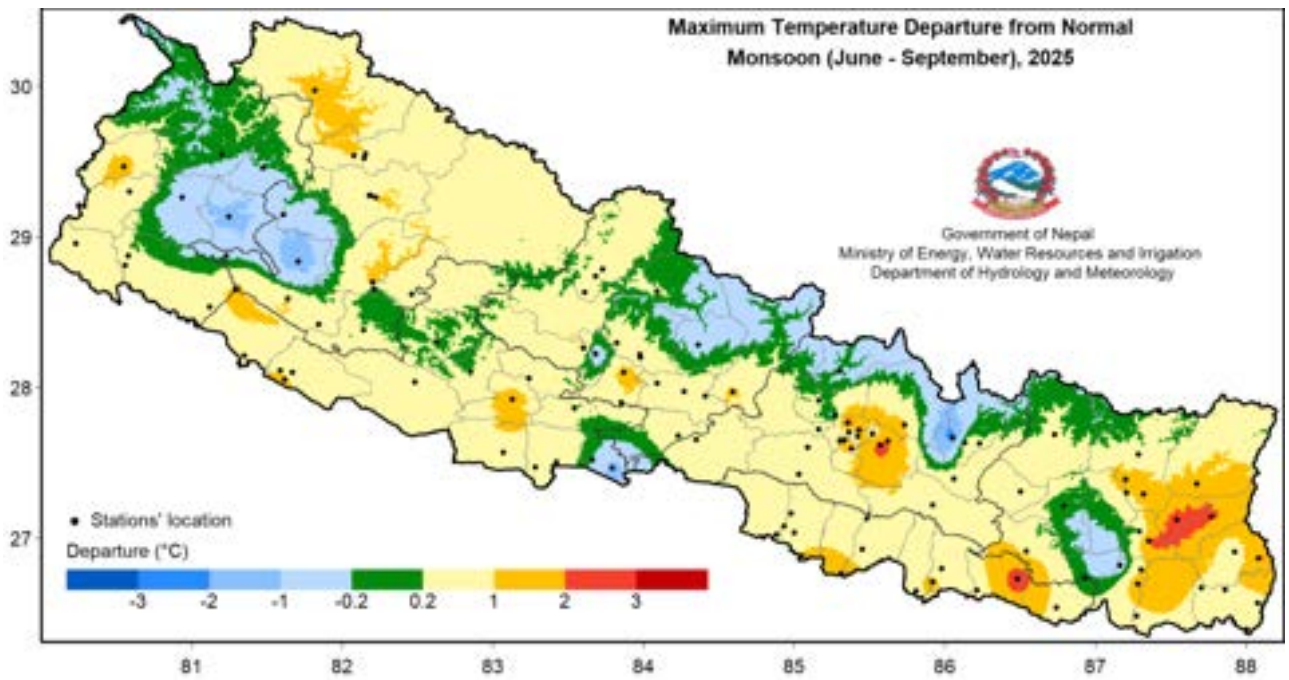 Maximum Temperature Departure from Normal
Monsoon (June - September), 2025
Government of Nepal
Ministry of Energy, Water Resources and Irrigation
Department of Hydrology and Meteorology
30
29
28
27
Stations' location
Departure (°C)
-3 -2 -1 -0.2 0.2 1 2 3
81 82 83 84 85 86 87 88